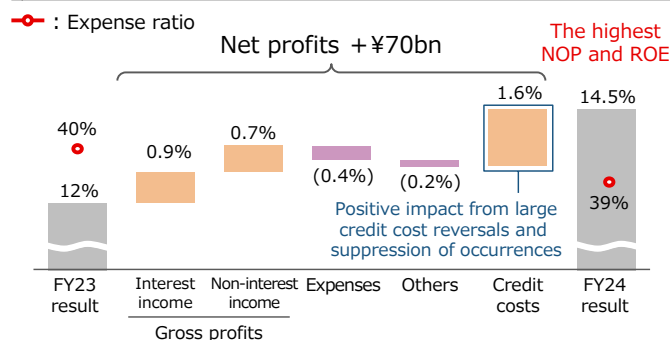 : Expense ratio
Net profits +¥70bn
The highest
NOP and ROE
40%
12%
0.9%
0.7%
(0.4%)
(0.2%)
1.6%
14.5%
39%
Positive impact from large
credit cost reversals and
suppression of occurrences
FY23
result
Interest
income
Non-interest
income
Expenses
Others
Credit
costs
FY24
result
Gross profits